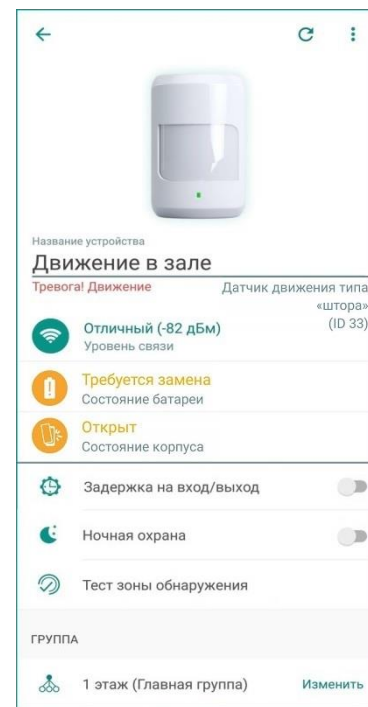 Название устройства
Движение в зале
Тревога! Движение
Датчик движения типа
«штора»
(ID 33)
Отличный (-82 дБм)
Уровень связи
Требуется замена
Состояние батареи
Открыт
Состояние корпуса
Задержка на вход/выход
Ночная охрана
Тест зоны обнаружения
ГРУППА
1 этаж (Главная группа)
Изменить